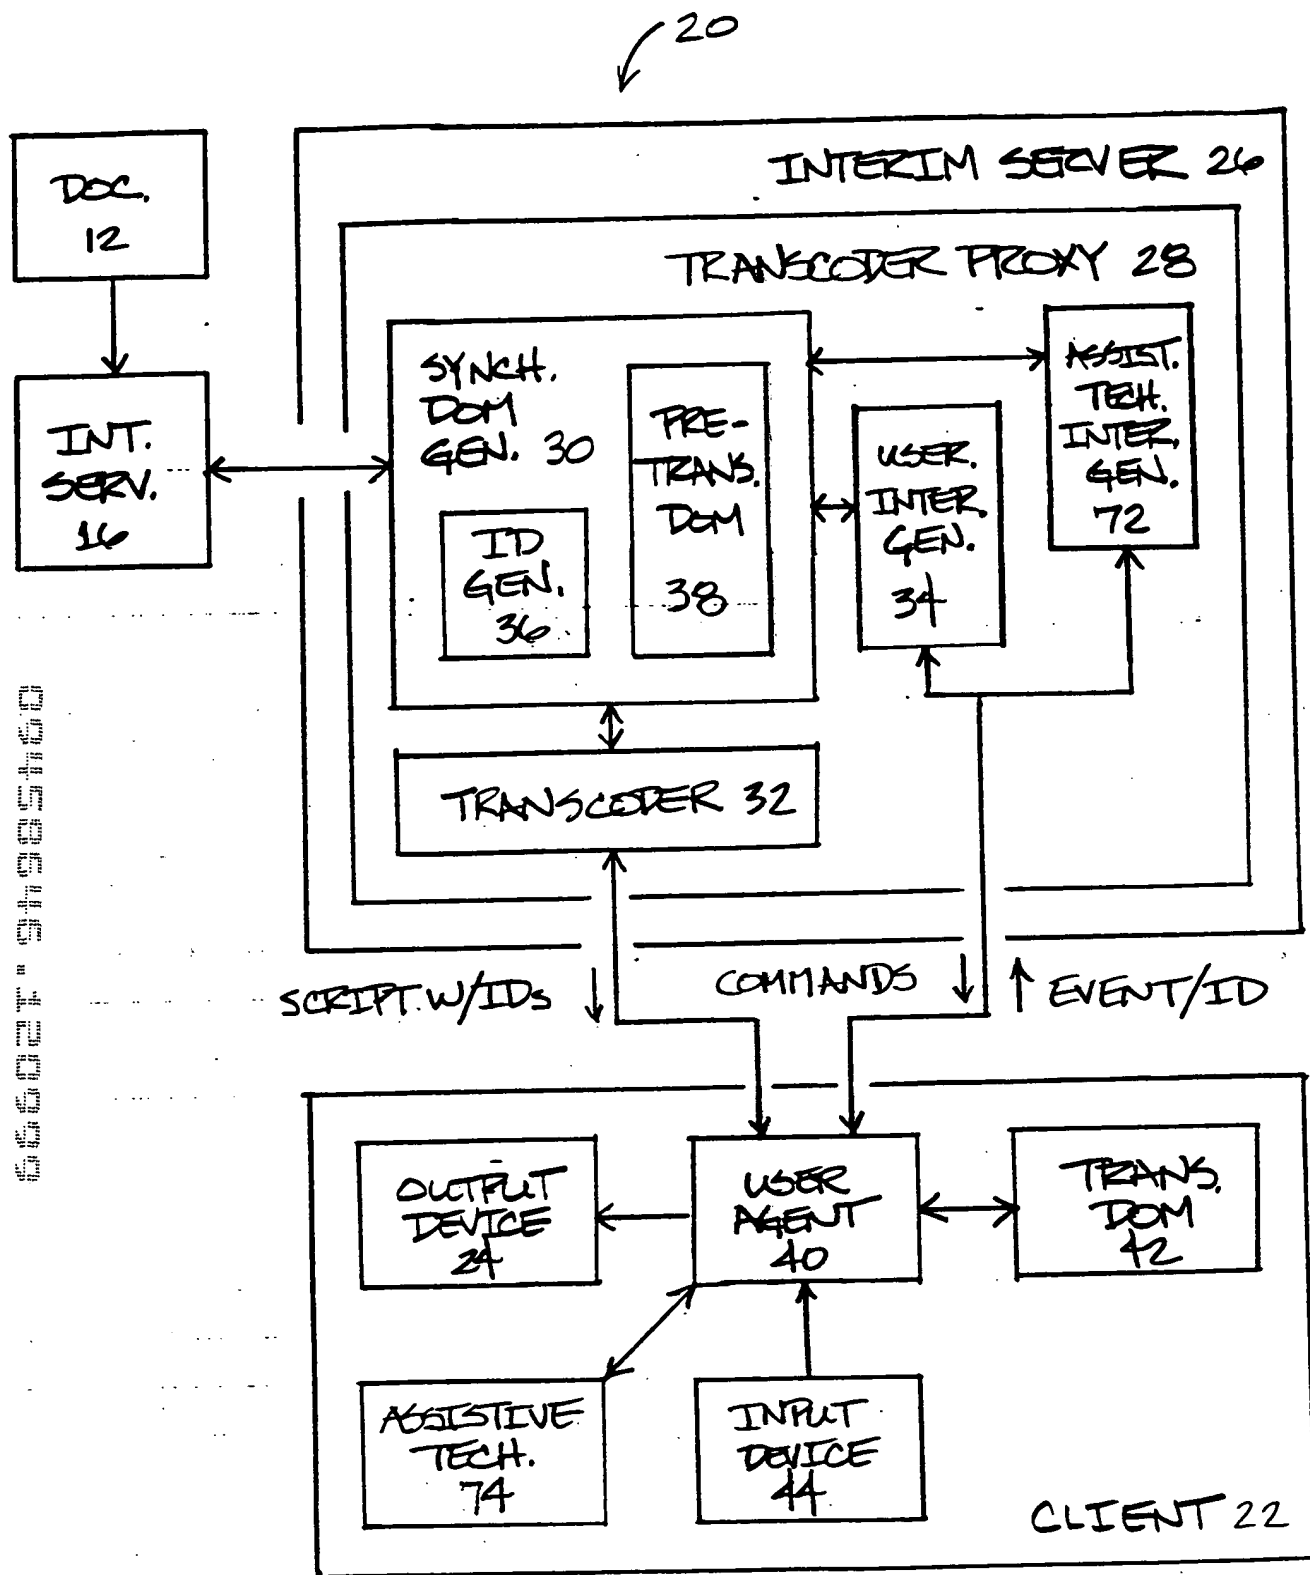 20
INTERIM SERVER 26
DOC.
12
TRANSCODER PROXY 28
SYNCH.
DOM
GEN. 30
PRE-
TRANS.
DOM
38
ID
GEN.
36
USER.
INTER.
GEN.
34
ASSIST.
TECH.
INTER.
GEN.
72
INT.
SERV.
16
TRANSCODER 32
SCRIPT W/IDs
COMMANDS
EVENT/ID
OUTPUT
DEVICE
24
USER
AGENT
40
TRANS.
DOM
42
ASSISTIVE
TECH.
74
INPUT
DEVICE
44
CLIENT 22